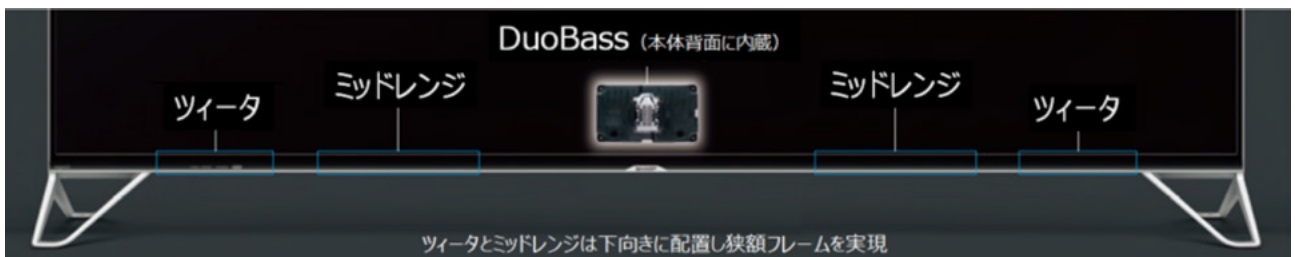 DuoBass（本体背面に内蔵）
ツィータ
ミッドレンジ
ミッドレンジ
ツィータ
ツィータとミッドレンジは下向きに配置し狭額フレームを実現